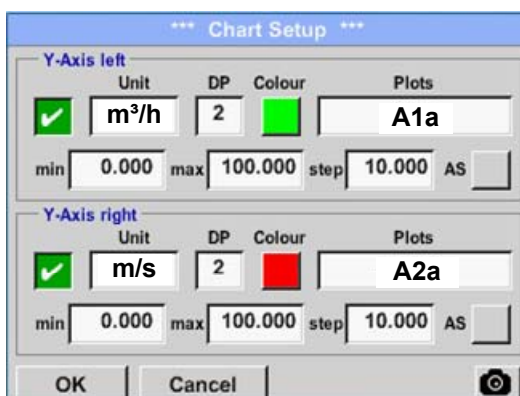 *** Chart Setup ***
Y-Axis left
Unit DP Colour Plots
m³/h 2 A1a
min 0.000 max 100.000 step 10.000 AS
Y-Axis right
Unit DP Colour Plots
m/s 2 A2a
min 0.000 max 100.000 step 10.000 AS
OK Cancel